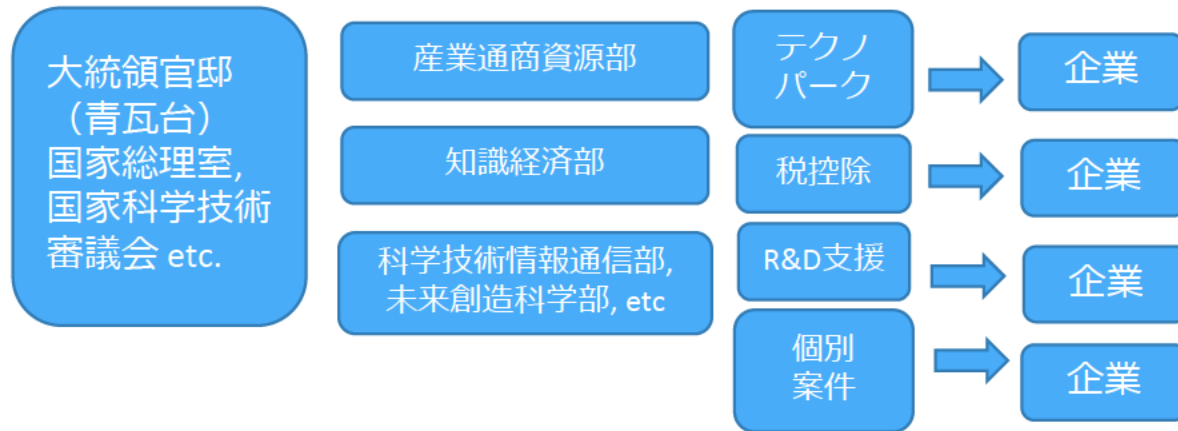 大統領官邸
（青瓦台）
国家総理室,
国家科学技術
審議会 etc.
産業通商資源部
知識経済部
科学技術情報通信部,
未来創造科学部, etc
テクノ
パーク
税控除
R&D支援
個別
案件
企業
企業
企業
企業